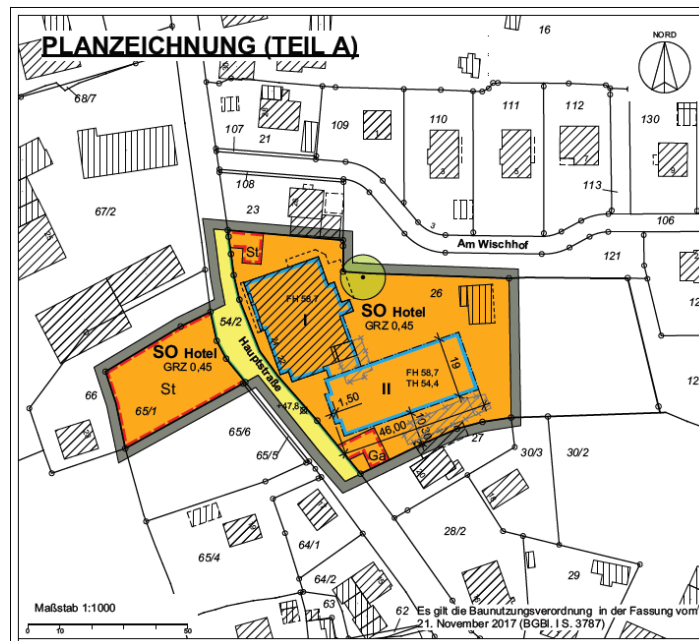 PLANZEICHNUNG (TEIL A)
NORD
16
68/7
107
21
109
110
111
112
130
108
113
67/2
23
3
106
Am Wischhof
121
St
FH 58,7
26
SO Hotel
GRZ 0,45
I
54/2
SO Hotel
GRZ 0,45
St
Hauptstraße
II
FH 58,7
TH 54,4
19
66
1,50
47,8
65/1
46,00
10,30
65/6
Ga
27
65/5
30/3
30/2
28/2
65/4
64/1
29
64/2
63
62
Maßstab 1:1000
0 10 50
Es gilt die Baunutzungsverordnung in der Fassung vom
21. November 2017 (BGBl. I S. 3787)